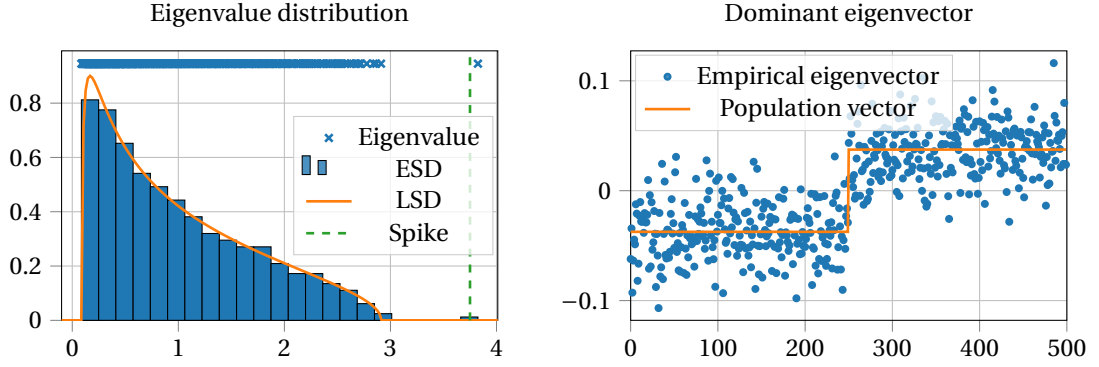 Eigenvalue distribution
0.8
0.6
0.4
0.2
0
0
1
2
3
4
Eigenvalue
ESD
LSD
Spike
Dominant eigenvector
0.1
0
−0.1
0
100
200
300
400
500
Empirical eigenvector
Population vector